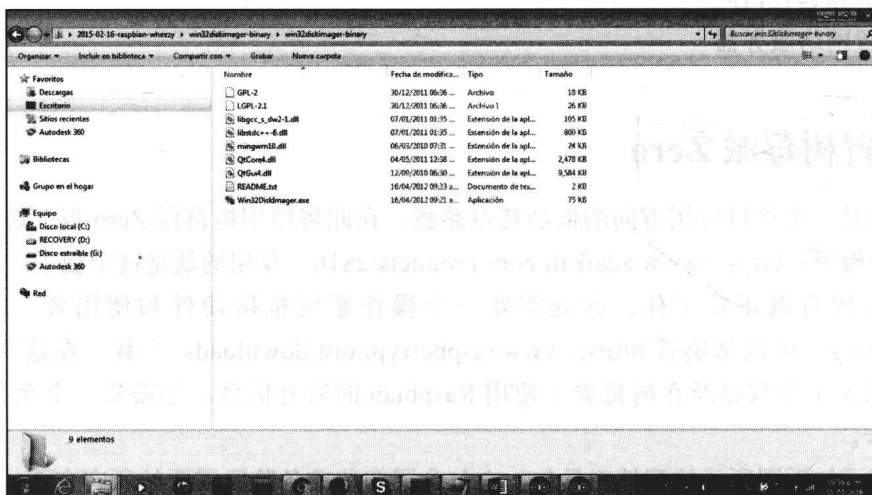 2015-02-16-raspbian-wheezy ▸ win32diskimager-binary ▸ win32diskimager-binary
Buscar win32diskimager-binary
Organizar Incluir en biblioteca Compartir con Grabar Nueva carpeta
Nombre Fecha de modifica... Tipo Tamaño
Favoritos
Descargas
Escritorio
Sitios recientes
Autodesk 360
Bibliotecas
Grupo en el hogar
Equipo
Disco local (C:)
RECOVERY (D:)
Disco extraible (G:)
Autodesk 360
Red
GPL-2 30/12/2011 06:36 ... Archivo 18 KB
LGPL-2.1 30/12/2011 06:36 ... Archivo 1 26 KB
libgcc_s_dw2-1.dll 07/01/2011 01:35 ... Extensión de la apl... 105 KB
libstdc++-6.dll 07/01/2011 01:35 ... Extensión de la apl... 860 KB
mingwm10.dll 06/03/2010 07:31 ... Extensión de la apl... 24 KB
QtCore4.dll 04/05/2011 12:38 ... Extensión de la apl... 2,478 KB
QtGui4.dll 12/09/2010 06:30 ... Extensión de la apl... 9,584 KB
README.txt 16/04/2012 09:33 a... Documento de tex... 2 KB
Win32DiskImager.exe 16/04/2012 09:21 a... Aplicación 75 KB
9 elementos